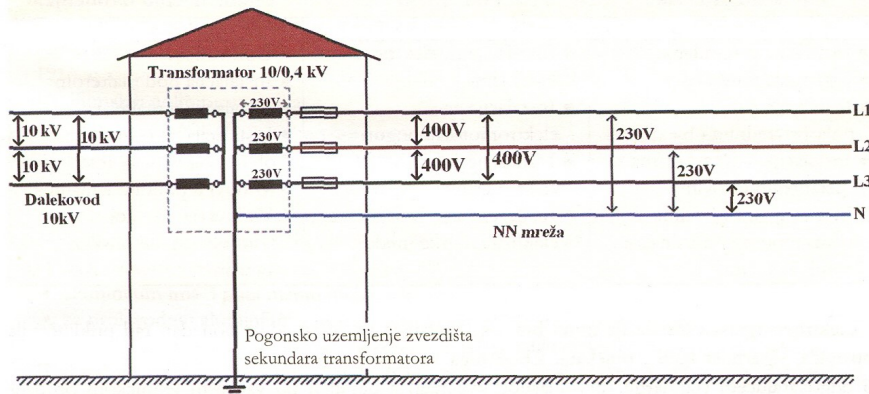 Transformator 10/0,4 kV
230V
L1
10 kV
10 kV
400V
230V
230V
L2
10 kV
400V
400V
230V
230V
L3
Dalekovod
10kV
230V
N
NN mreža
Pogonsko uzemljenje zvezdišta
sekundara transformatora